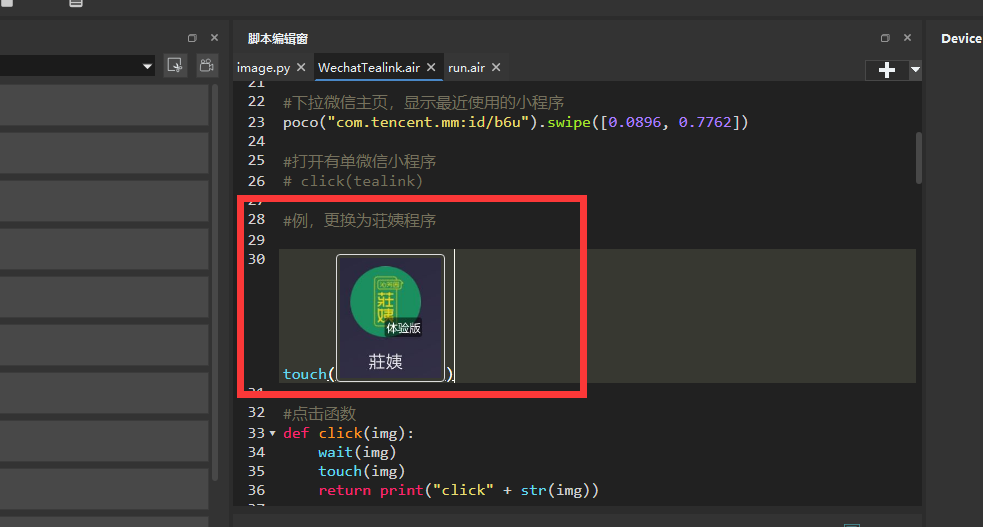 脚本编辑窗
Device
image.py ✕ WechatTealink.air ✕ run.air ✕
21
22 #下拉微信主页，显示最近使用的小程序
23 poco("com.tencent.mm:id/b6u").swipe([0.0896, 0.7762])
24
25 #打开有单微信小程序
26 # click(tealink)
27
28 #例，更换为莊姨程序
29
30
莊
姨
体验版
莊姨
touch( )
31
32 #点击函数
33 def click(img):
34 wait(img)
35 touch(img)
36 return print("click" + str(img))
37